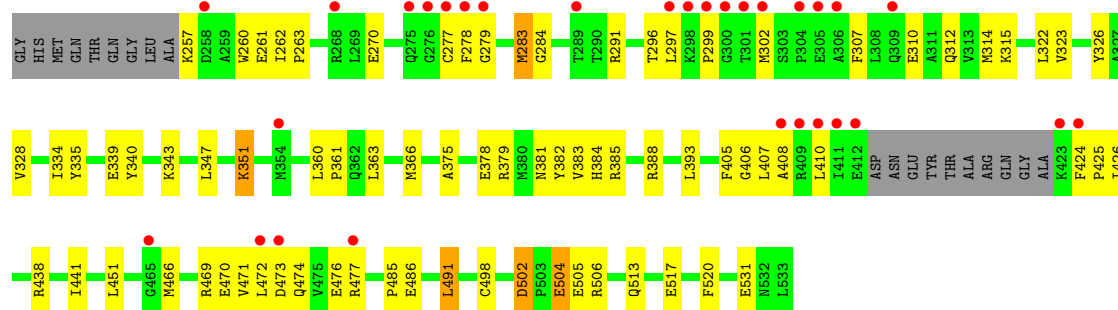 GLY HIS MET GLN THR GLN GLY LEU ALA K257 D258 A259 W260 E261 I262 P263 R268 L269 E270 Q275 G276 C277 F278 G279 M283 G284 T289 T290 R291 T296 L297 K298 P299 G300 T301 M302 S303 P304 E305 A306 F307 L308 Q309 E310 A311 Q312 V313 M314 K315 L322 V323 Y326 A327
V328 I334 Y335 E339 Y340 K343 L347 K351 M354 L360 P361 Q362 L363 M366 A375 E378 R379 M380 N381 Y382 V383 H384 R385 R388 L393 F405 G406 L407 A408 R409 L410 I411 E412 ASP ASN GLU TYR THR ALA ARG GLN GLY ALA K423 F424 P425 I426
R438 I441 L451 G465 M466 R469 E470 V471 L472 D473 Q474 V475 E476 R477 P485 E486 L491 C498 D502 P503 E504 E505 R506 Q513 E517 F520 E531 N532 L533